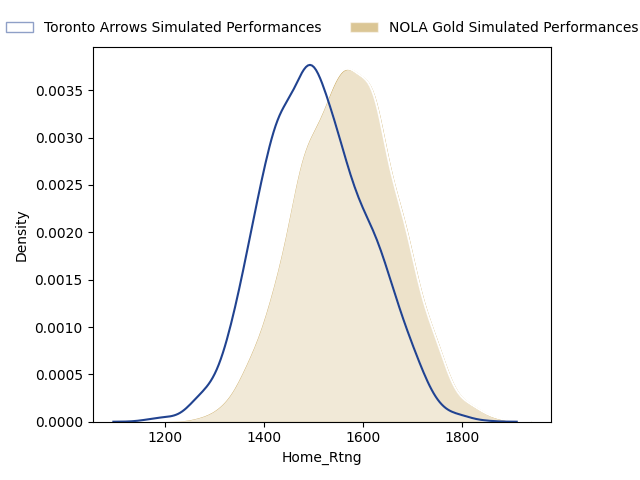 Toronto Arrows Simulated Performances NOLA Gold Simulated Performances
0.0035
0.0030
0.0025
0.0020
0.0015
0.0010
0.0005
0.0000
Density
1200 1400 1600 1800
Home_Rtng